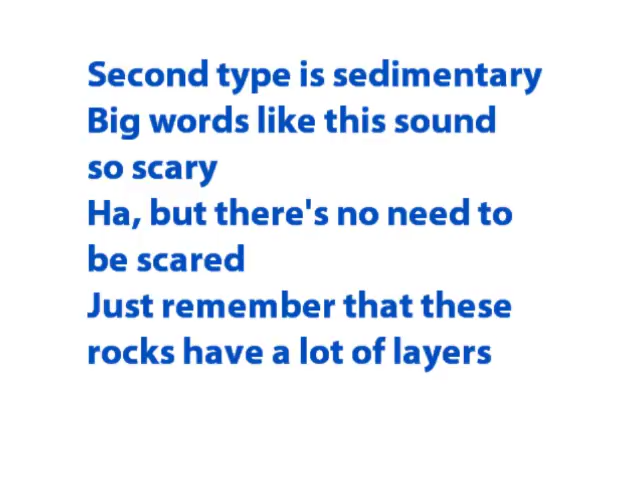 Second type is sedimentary
Big words like this sound
so scary
Ha, but there's no need to
be scared
Just remember that these
rocks have a lot of layers